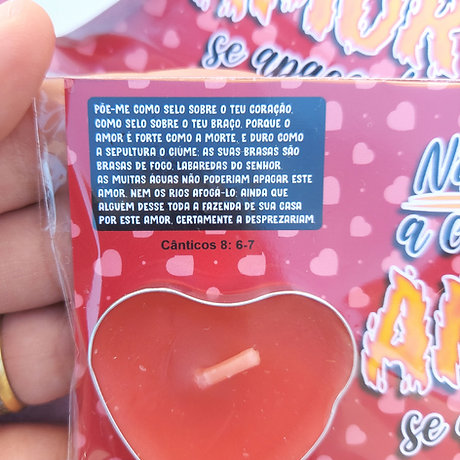 AMOR
se apaga
PÕE-ME COMO SELO SOBRE O TEU CORAÇÃO,
COMO SELO SOBRE O TEU BRAÇO, PORQUE O
AMOR É FORTE COMO A MORTE, E DURO COMO
A SEPULTURA O CIÚME; AS SUAS BRASAS SÃO
BRASAS DE FOGO, LABAREDAS DO SENHOR.
AS MUITAS ÁGUAS NÃO PODERIAM APAGAR ESTE
AMOR, NEM OS RIOS AFOGÁ-LO; AINDA QUE
ALGUÉM DESSE TODA A FAZENDA DE SUA CASA
POR ESTE AMOR, CERTAMENTE A DESPREZARIAM.
Cânticos 8: 6-7
a
se